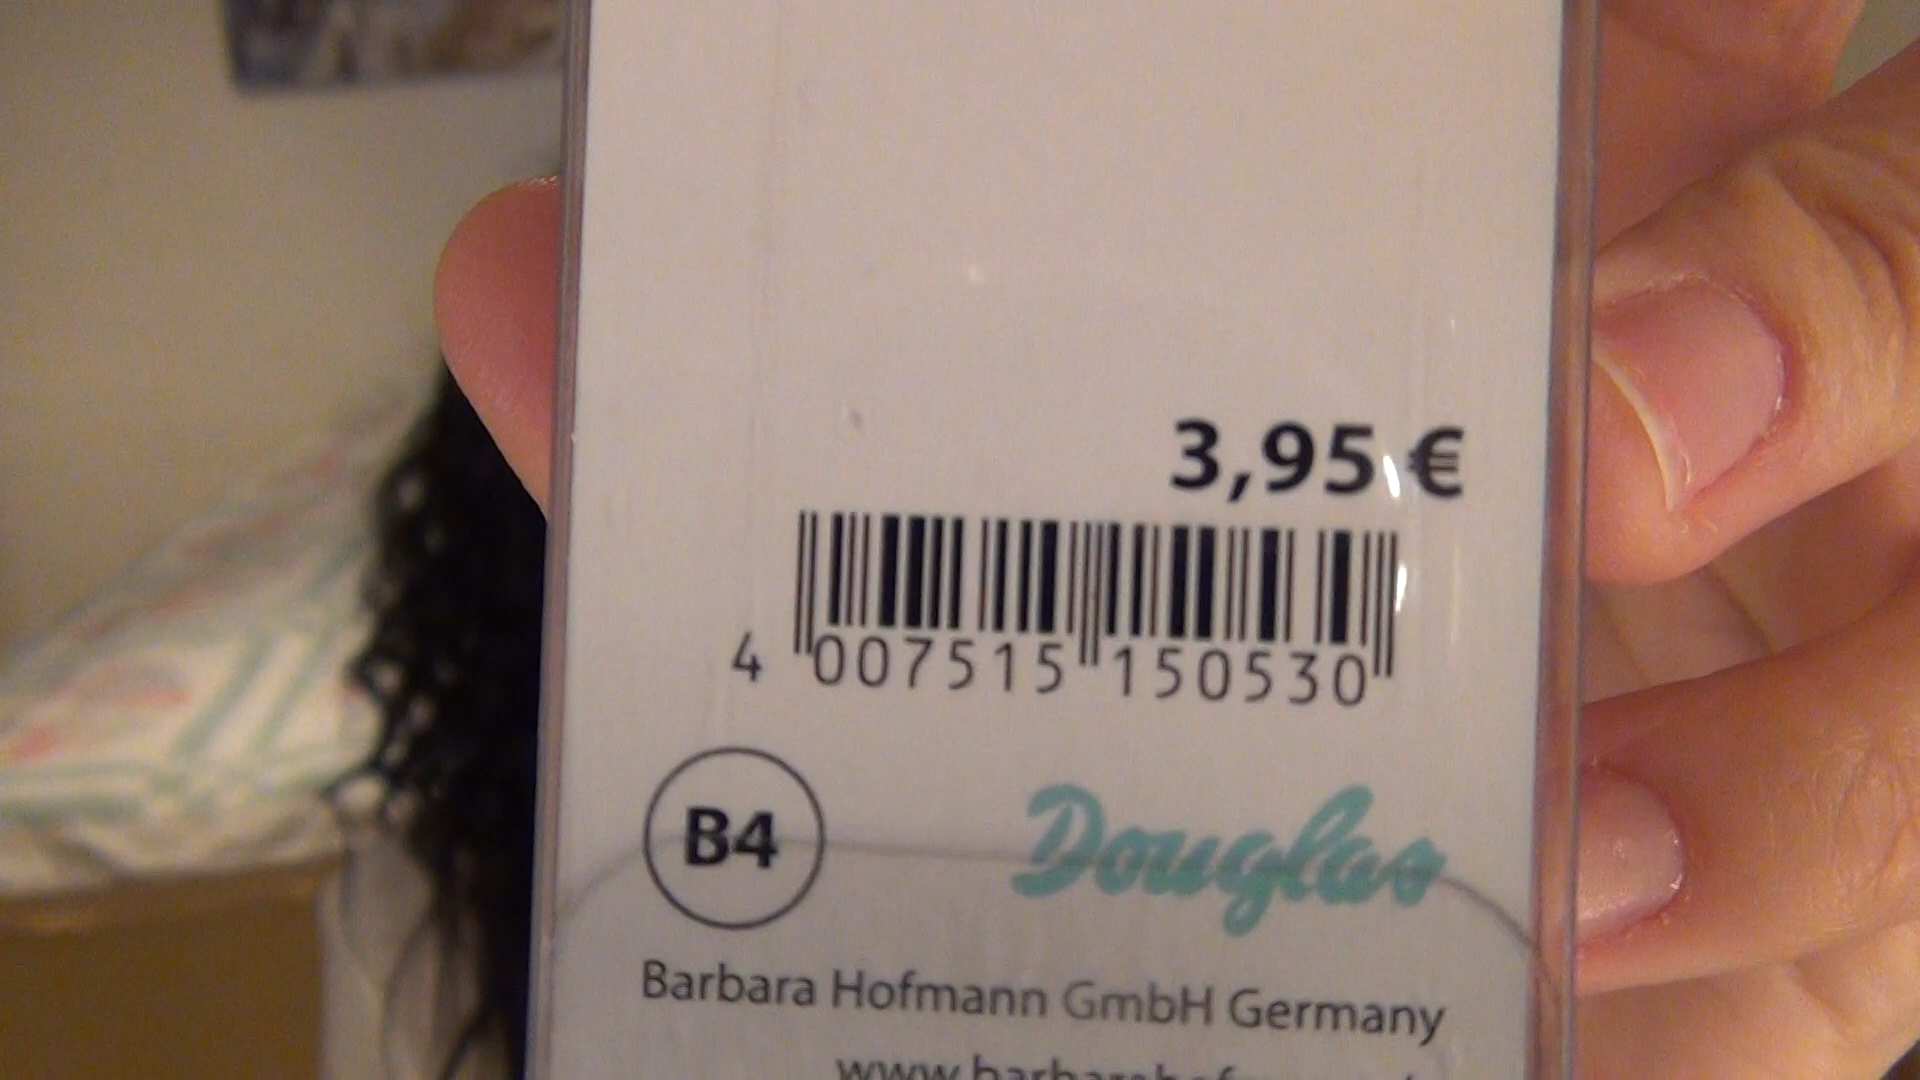 3,95 €
4 007515 150530
B4
Douglas
Barbara Hofmann GmbH Germany